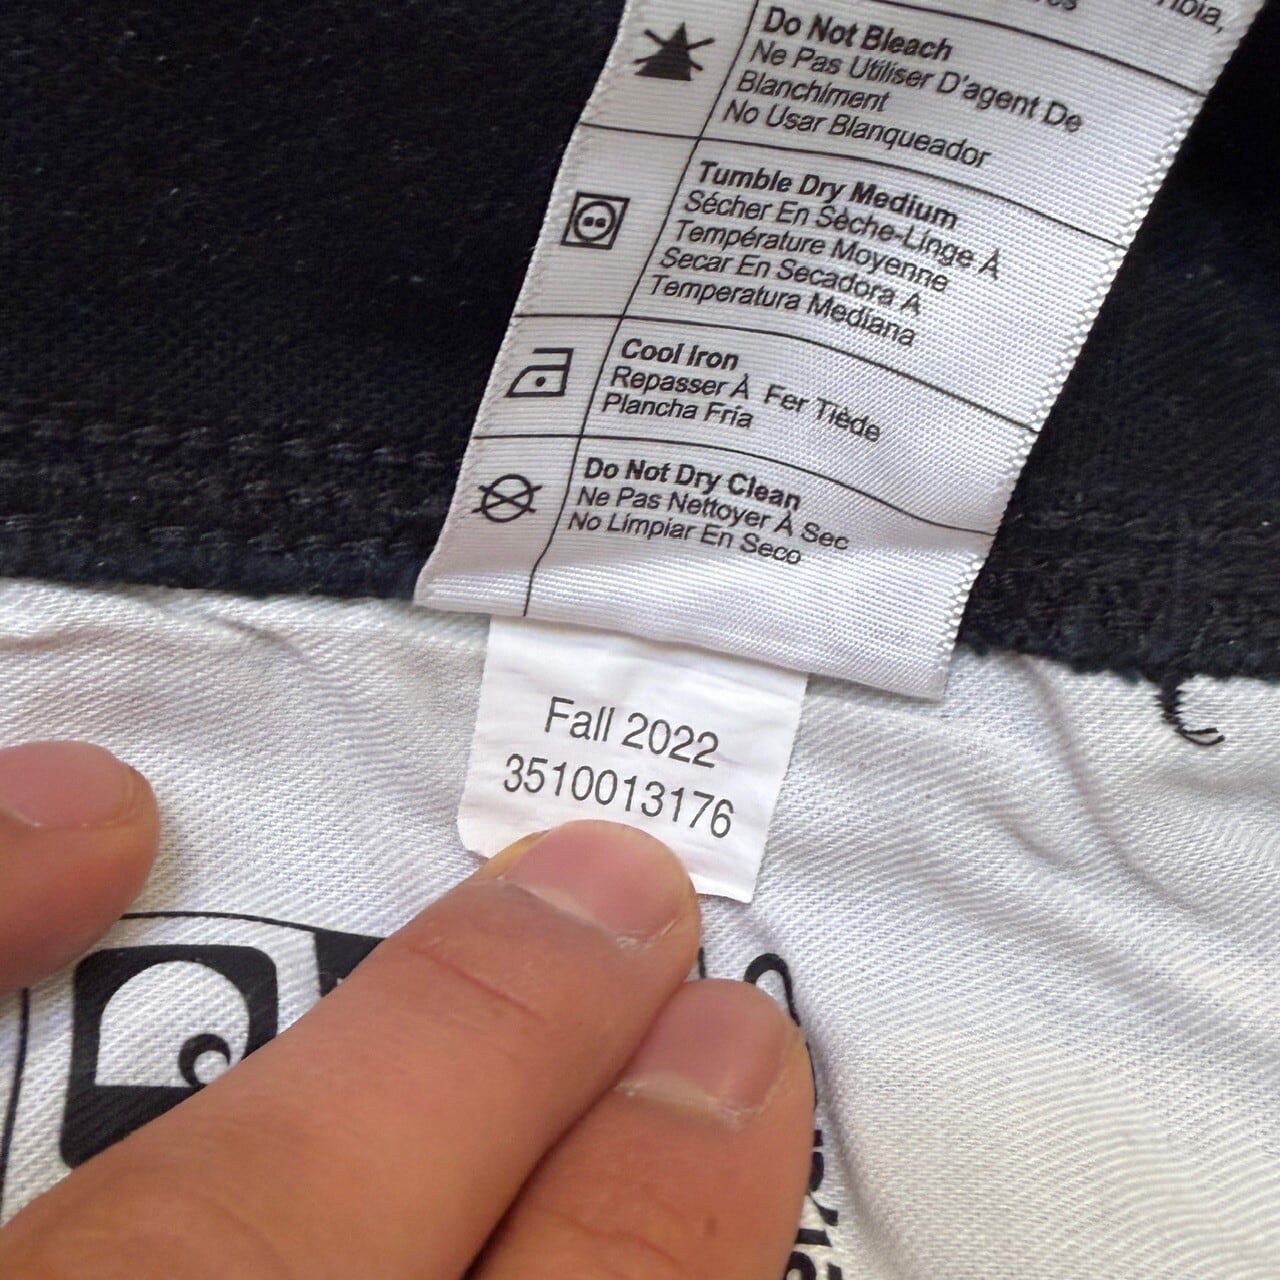 Do Not Bleach
Ne Pas Utiliser D'agent De
Blanchiment
No Usar Blanqueador
Tumble Dry Medium
Sécher En Sèche-Linge À
Température Moyenne
Secar En Secadora A
Temperatura Mediana
Cool Iron
Repasser À Fer Tiède
Plancha Fría
Do Not Dry Clean
Ne Pas Nettoyer À Sec
No Limpiar En Seco
Fall 2022
3510013176